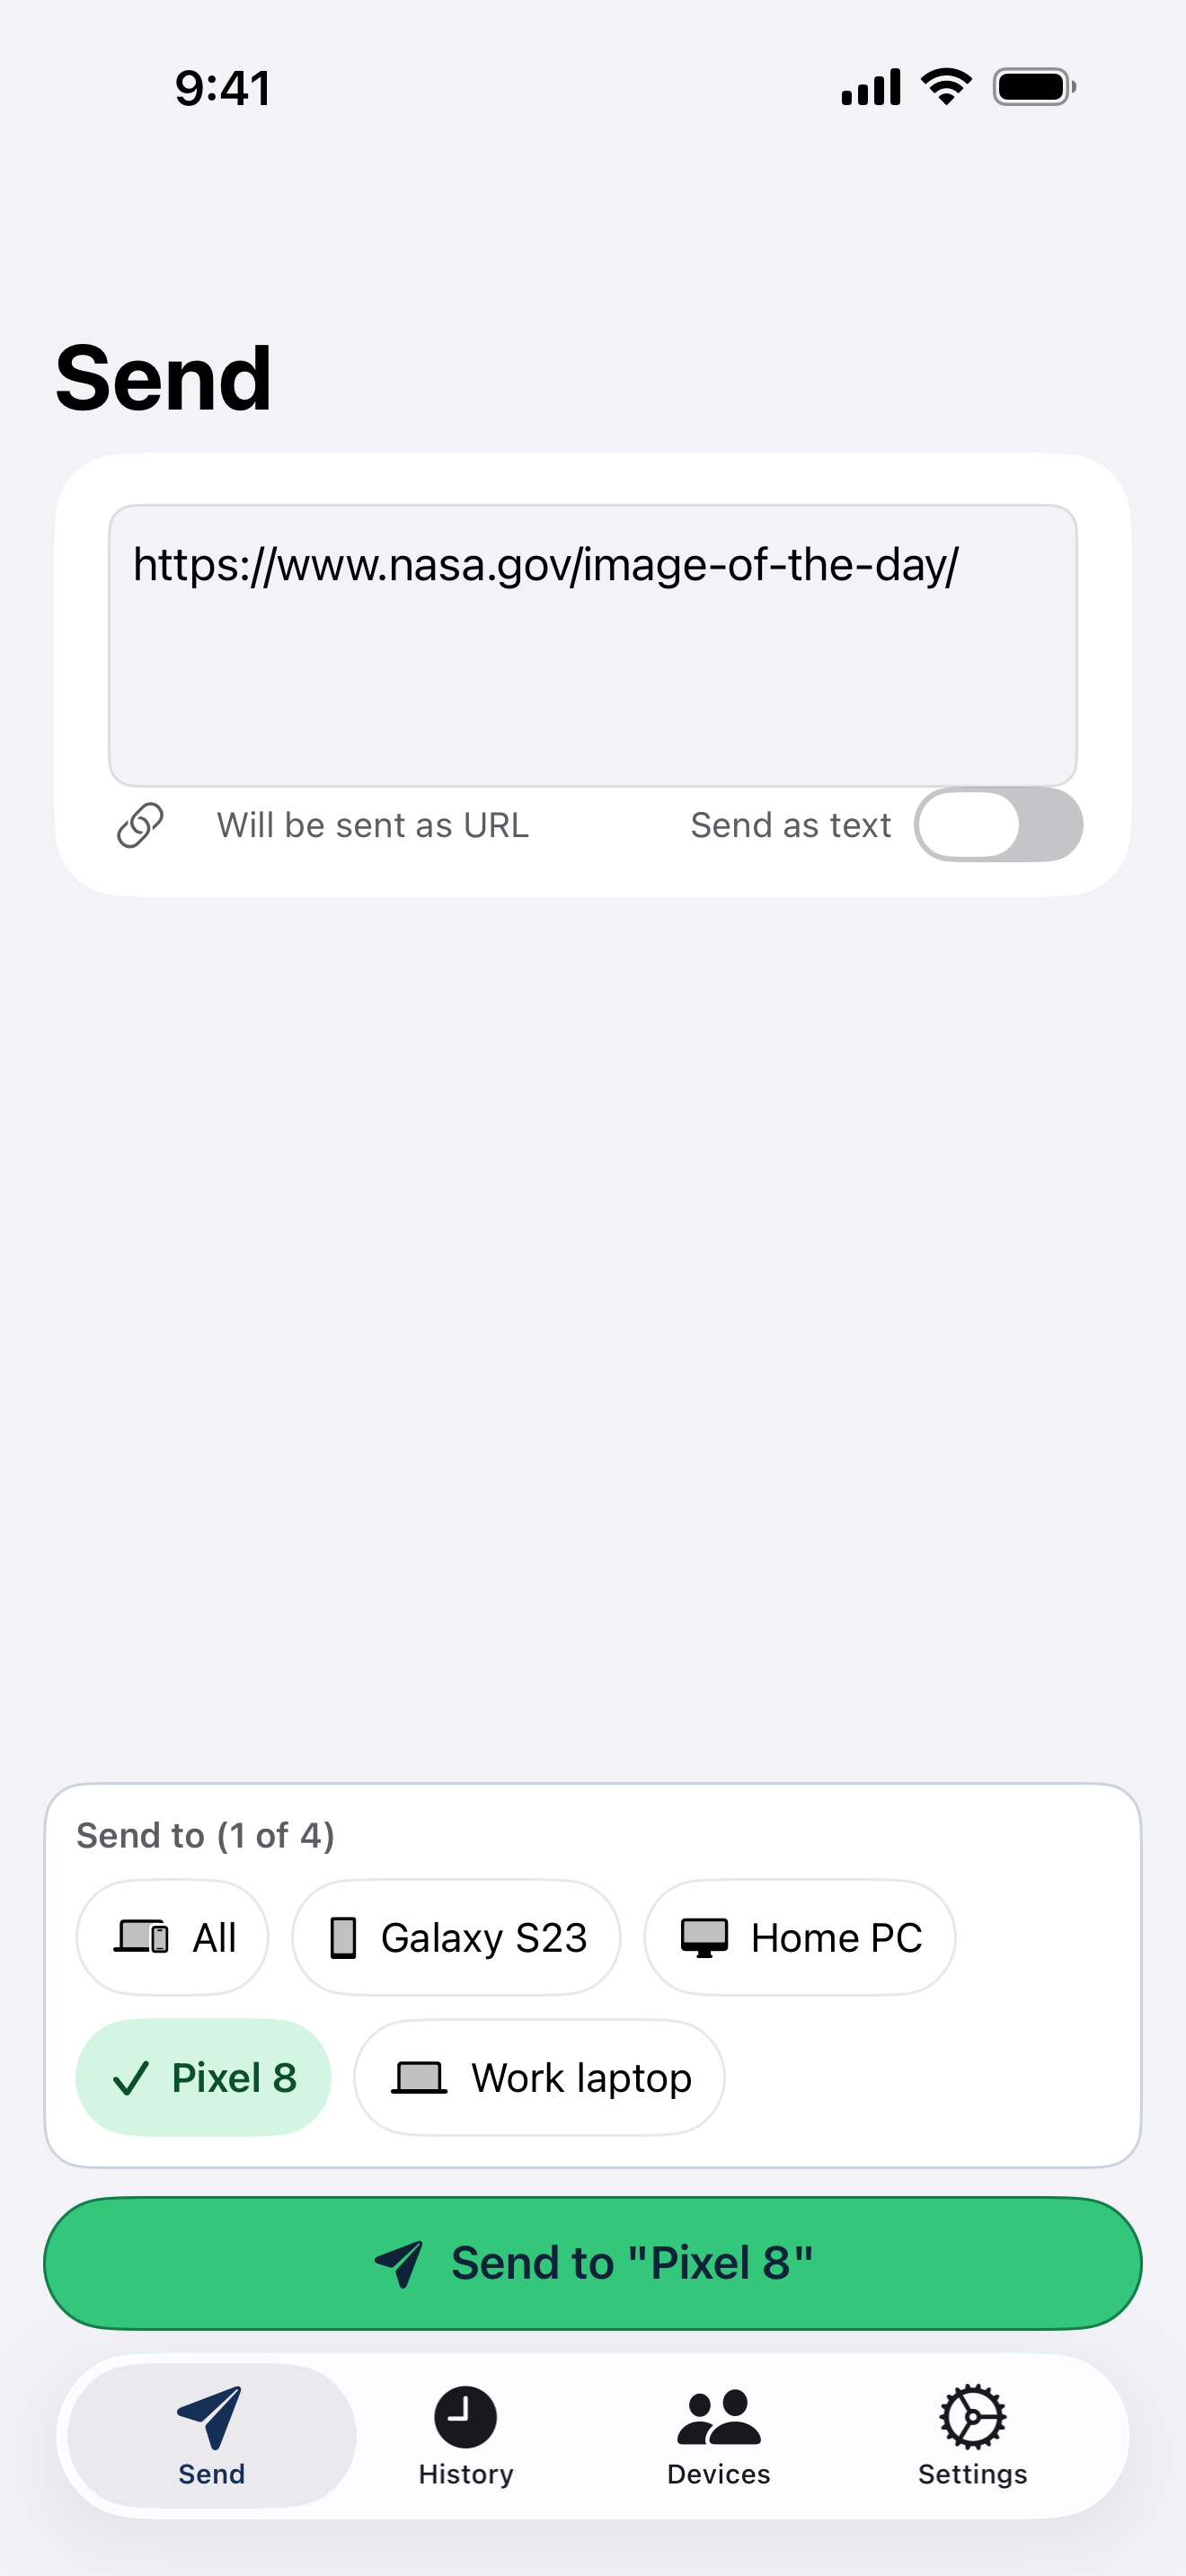 9:41
Send
https://www.nasa.gov/image-of-the-day/
Will be sent as URL Send as text
Send to (1 of 4)
All Galaxy S23 Home PC
Pixel 8 Work laptop
Send to "Pixel 8"
Send History Devices Settings